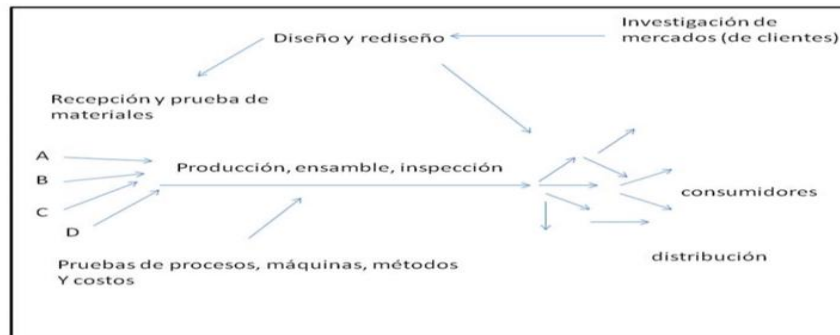 Investigación de
mercados (de clientes)
Diseño y rediseño
Recepción y prueba de
materiales
A
B
C
D
Producción, ensamble, inspección
consumidores
distribución
Pruebas de procesos, máquinas, métodos
Y costos